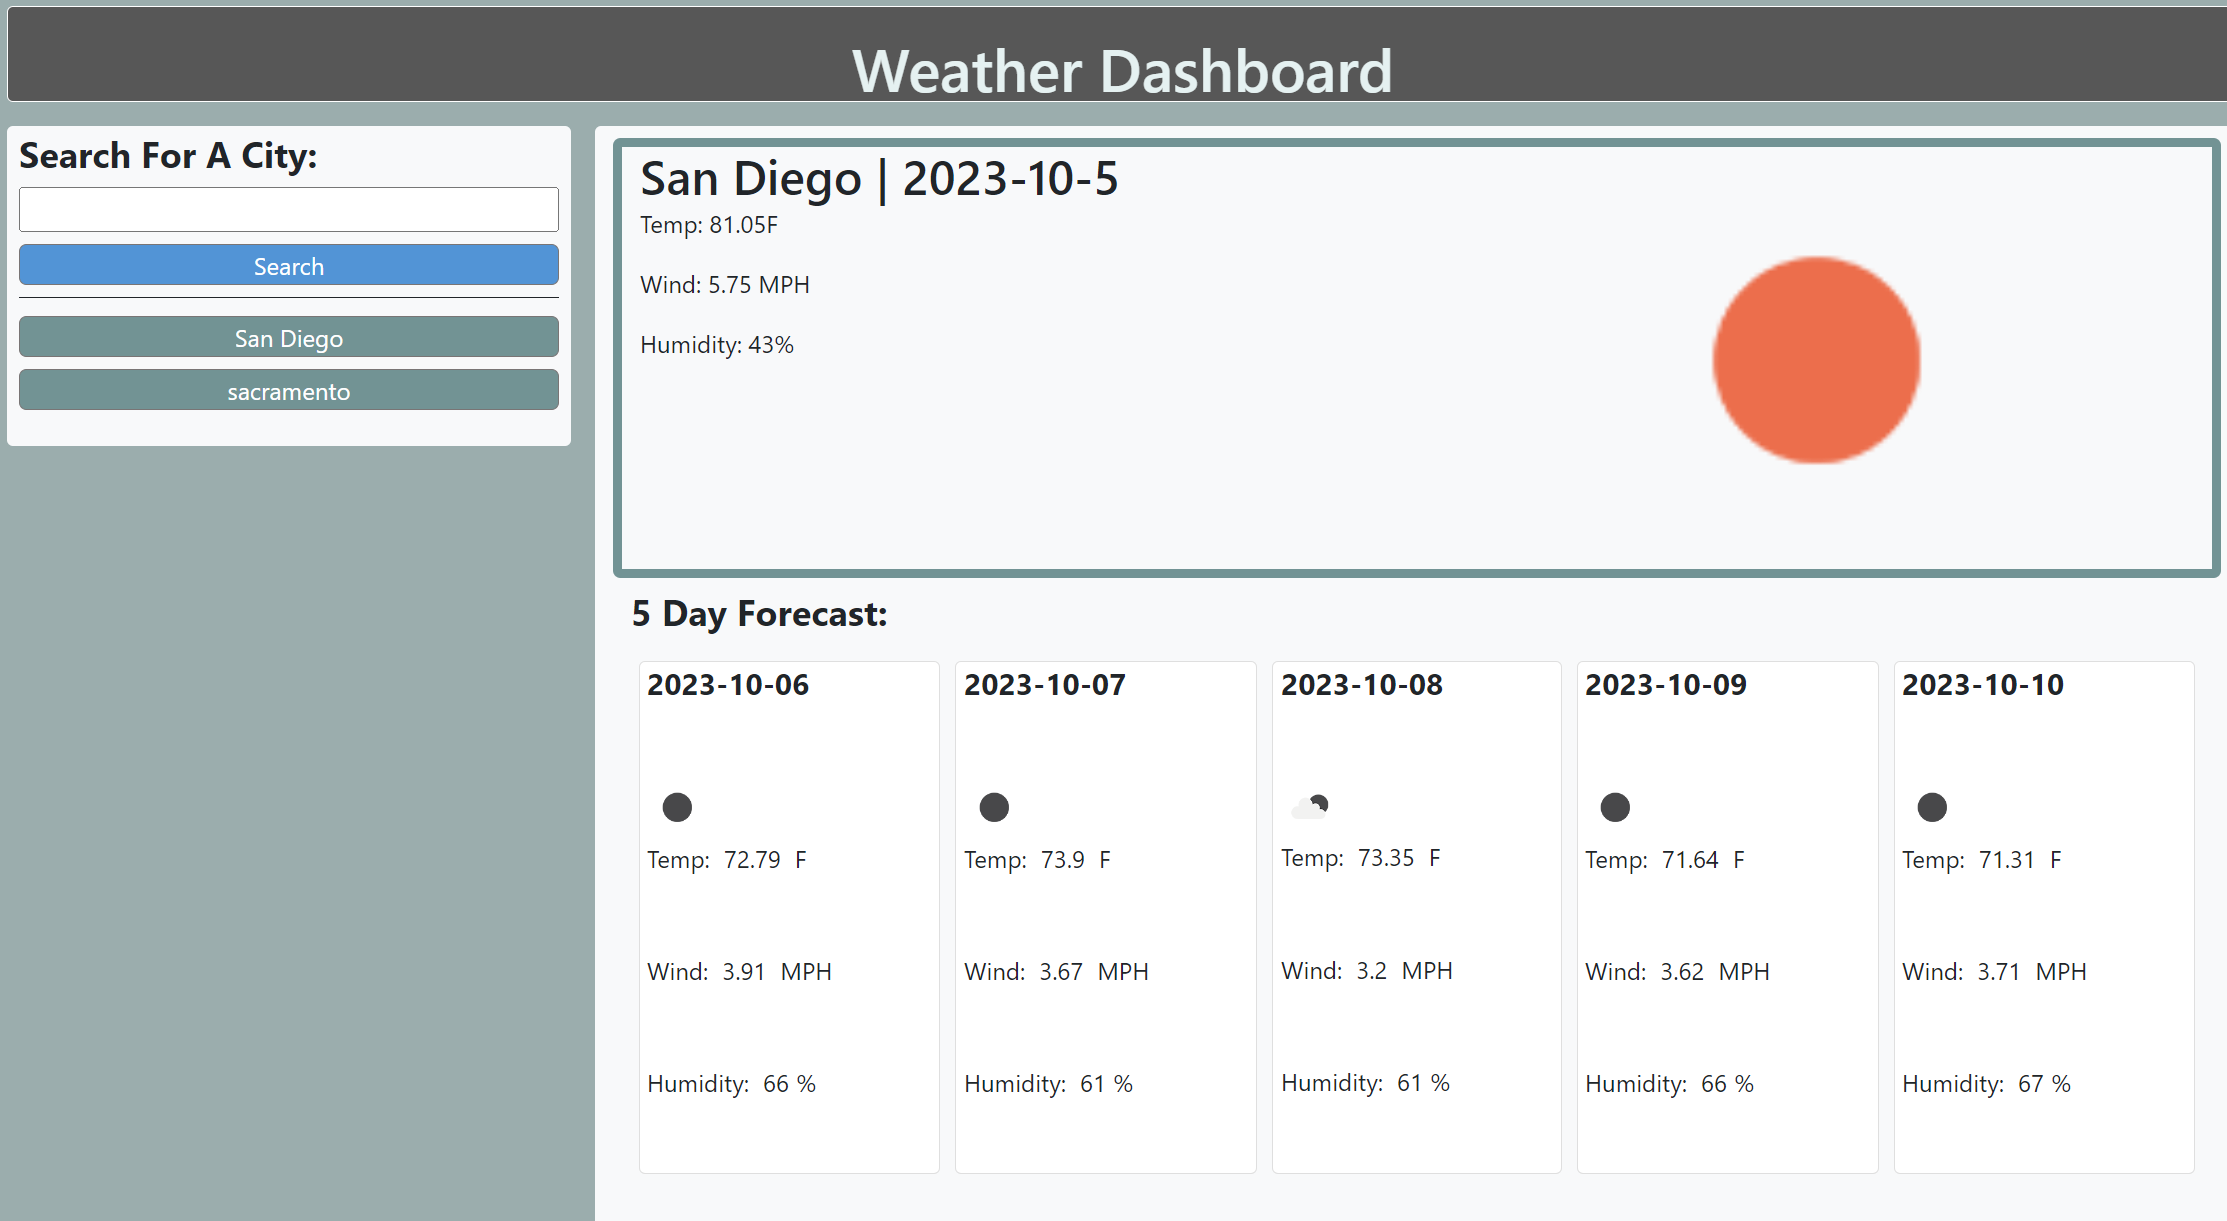 Weather Dashboard
Search For A City:
Search
San Diego
sacramento
San Diego | 2023-10-5
Temp: 81.05F
Wind: 5.75 MPH
Humidity: 43%
5 Day Forecast:
2023-10-06
Temp: 72.79 F
Wind: 3.91 MPH
Humidity: 66 %
2023-10-07
Temp: 73.9 F
Wind: 3.67 MPH
Humidity: 61 %
2023-10-08
Temp: 73.35 F
Wind: 3.2 MPH
Humidity: 61 %
2023-10-09
Temp: 71.64 F
Wind: 3.62 MPH
Humidity: 66 %
2023-10-10
Temp: 71.31 F
Wind: 3.71 MPH
Humidity: 67 %